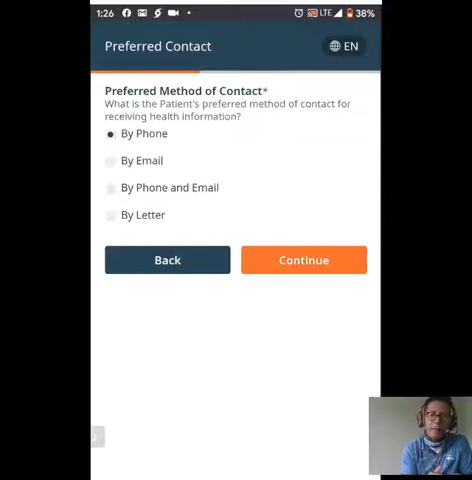 1:26 LTE 38%
Preferred Contact EN
Preferred Method of Contact*
What is the Patient's preferred method of contact for
receiving health information?
By Phone
By Email
By Phone and Email
By Letter
Back Continue